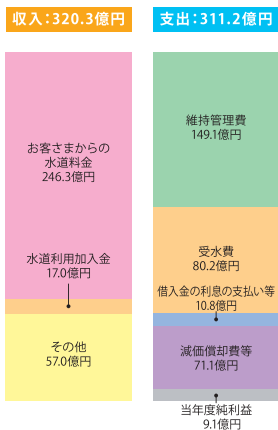 収入：320.3億円
お客さまからの
水道料金
246.3億円
水道利用加入金
17.0億円
その他
57.0億円
支出：311.2億円
維持管理費
149.1億円
受水費
80.2億円
借入金の利息の支払い等
10.8億円
減価償却費等
71.1億円
当年度純利益
9.1億円